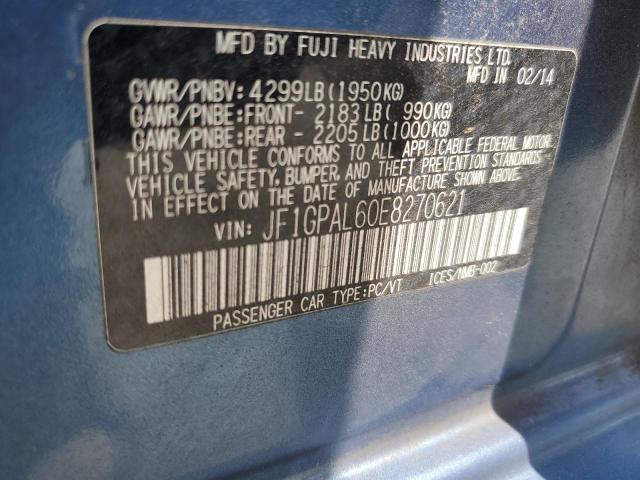 MFD BY FUJI HEAVY INDUSTRIES LTD.
MFD IN 02/14
GVWR/PNBV: 4299LB(1950KG)
GAWR/PNBE:FRONT- 2183LB( 990KG)
GAWR/PNBE:REAR - 2205LB(1000KG)
THIS VEHICLE CONFORMS TO ALL APPLICABLE FEDERAL MOTOR
VEHICLE SAFETY, BUMPER, AND THEFT PREVENTION STANDARDS
IN EFFECT ON THE DATE OF MANUFACTURE SHOWN ABOVE.
VIN: JF1GPAL60E8270621
PASSENGER CAR TYPE:PC/VT ICES/NMB-002